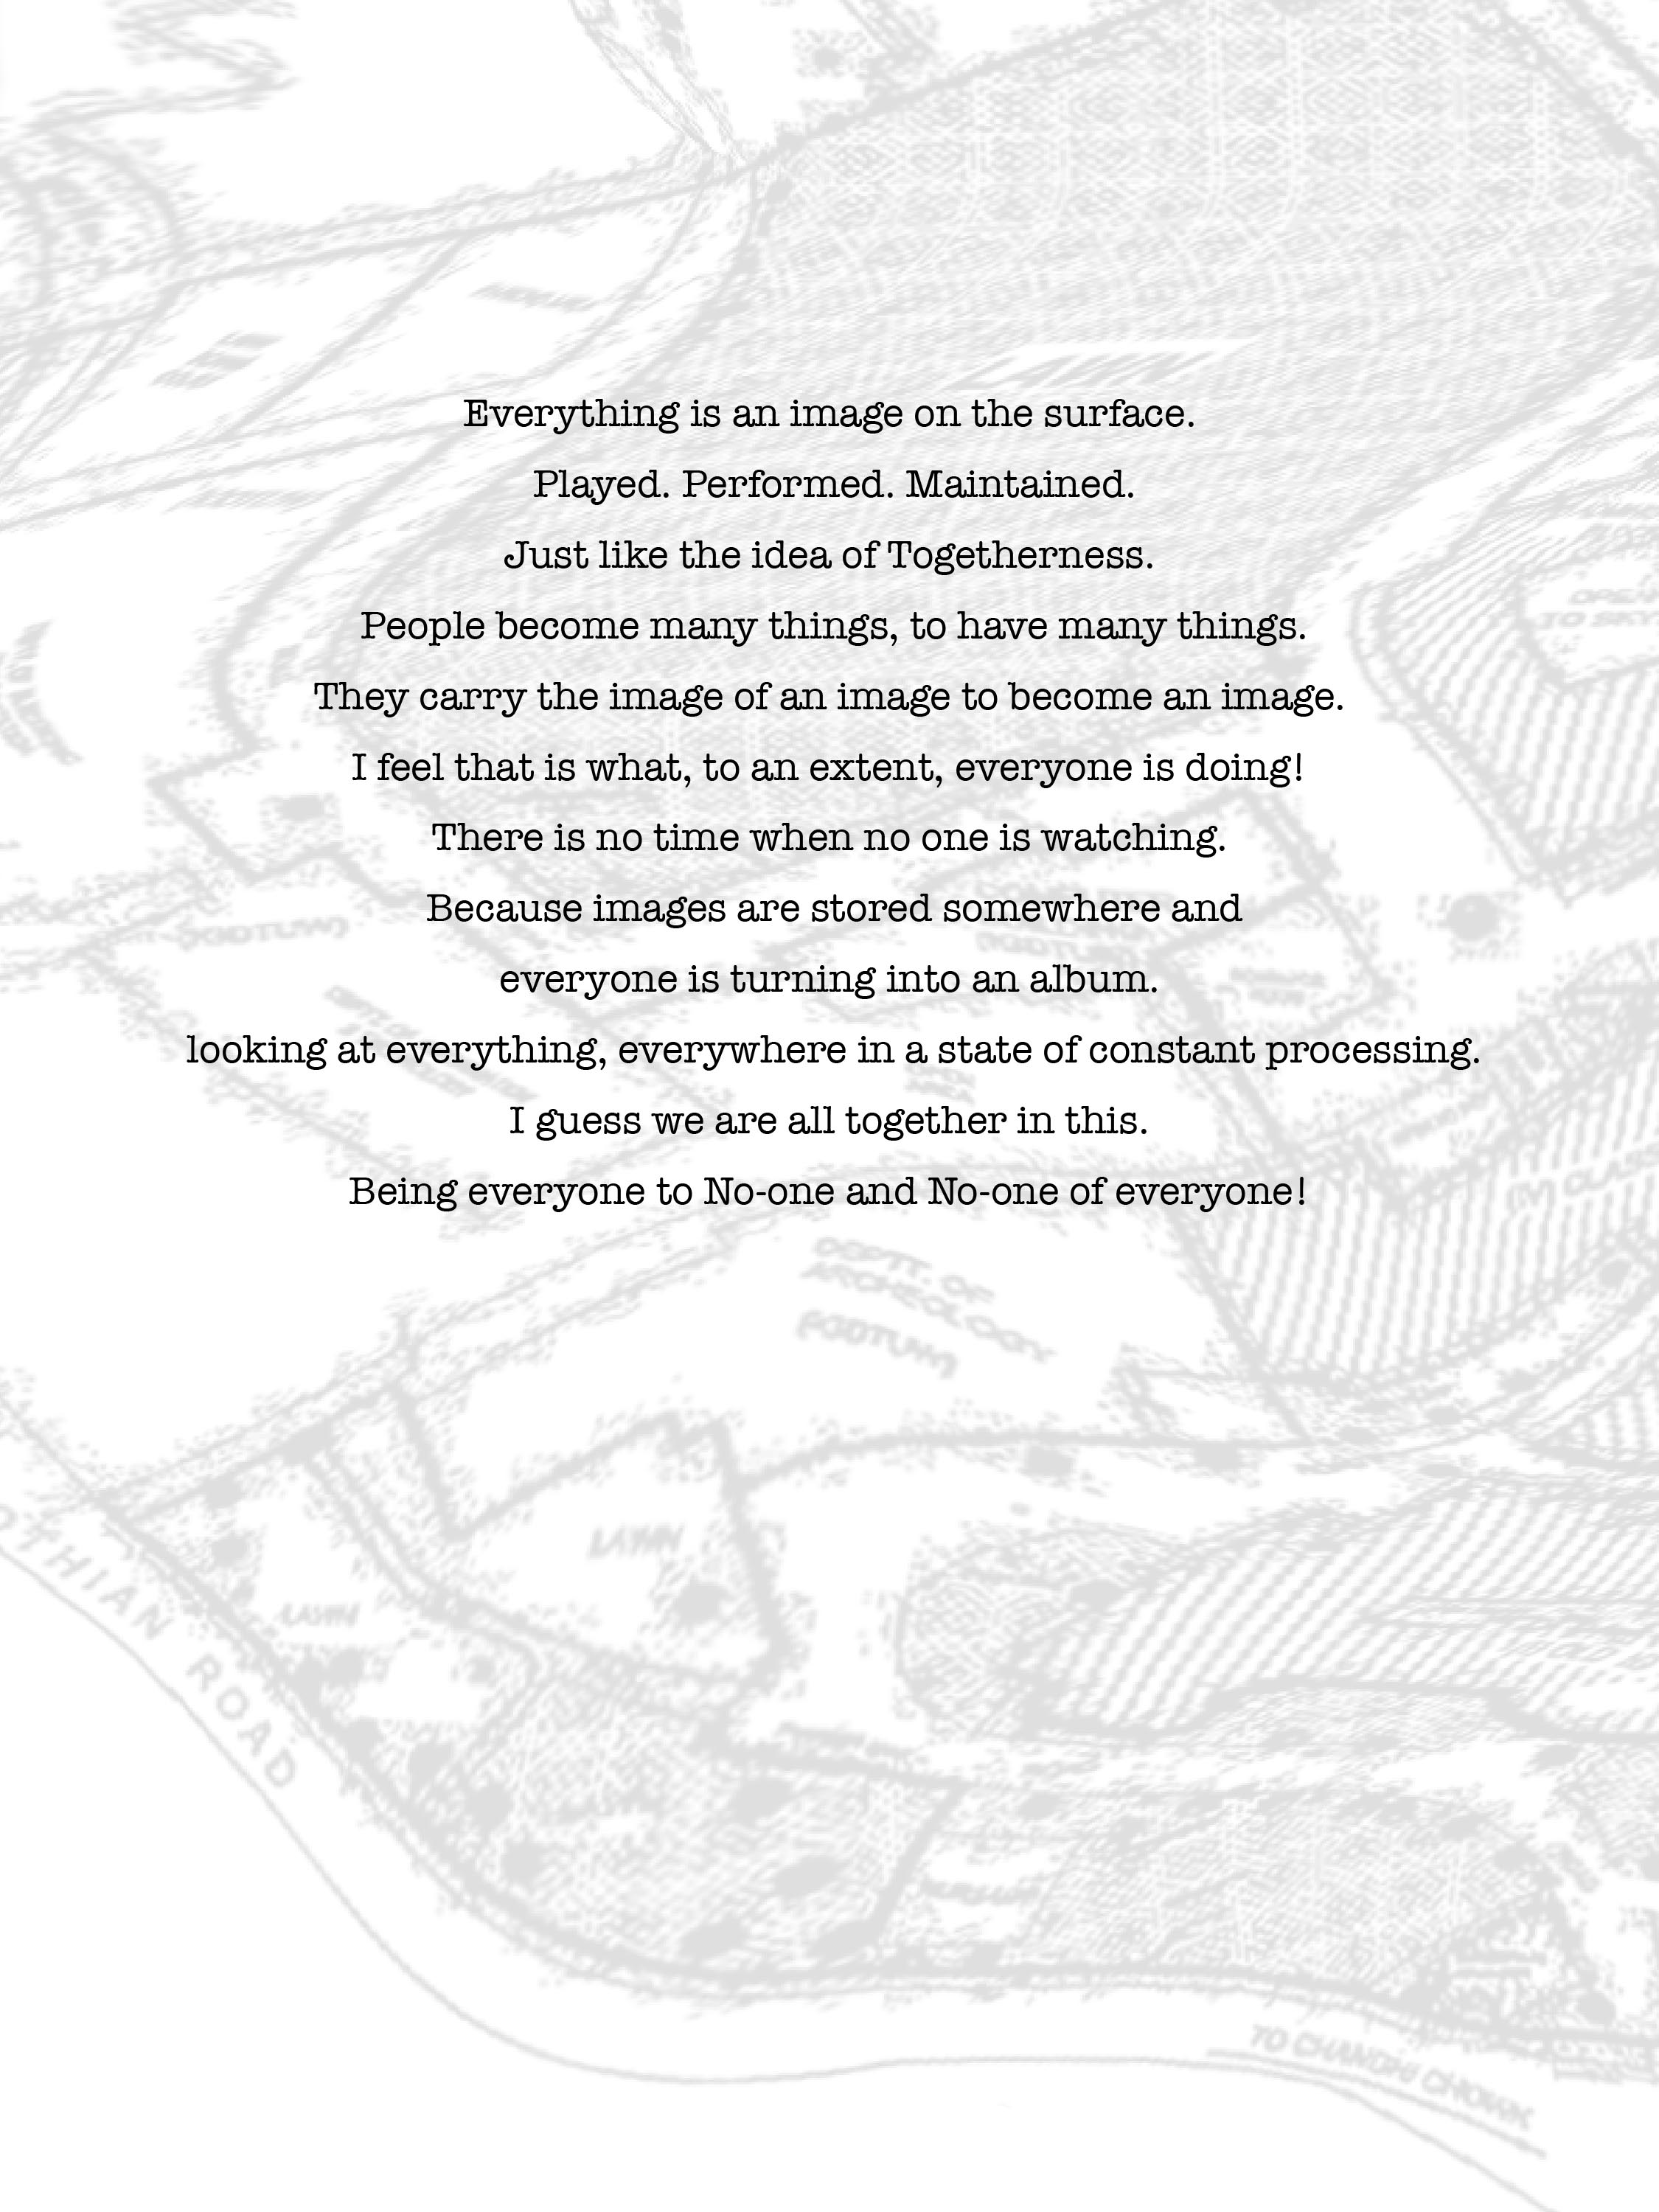 Everything is an image on the surface.
Played. Performed. Maintained.
Just like the idea of Togetherness.
People become many things, to have many things.
They carry the image of an image to become an image.
I feel that is what, to an extent, everyone is doing!
There is no time when no one is watching.
Because images are stored somewhere and
everyone is turning into an album.
looking at everything, everywhere in a state of constant processing.
I guess we are all together in this.
Being everyone to No-one and No-one of everyone!
OPEN
TO SKY
DEPTT. OF
ARCHEOLOGY
LAWN
LAWN
ROAD
TO CHANDNI CHOWK